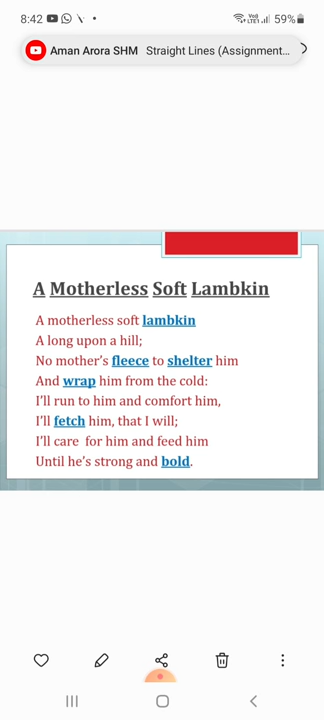 8:42 59%
Aman Arora SHM Straight Lines (Assignment...
A Motherless Soft Lambkin
A motherless soft lambkin
A long upon a hill;
No mother's fleece to shelter him
And wrap him from the cold:
I'll run to him and comfort him,
I'll fetch him, that I will;
I'll care for him and feed him
Until he's strong and bold.